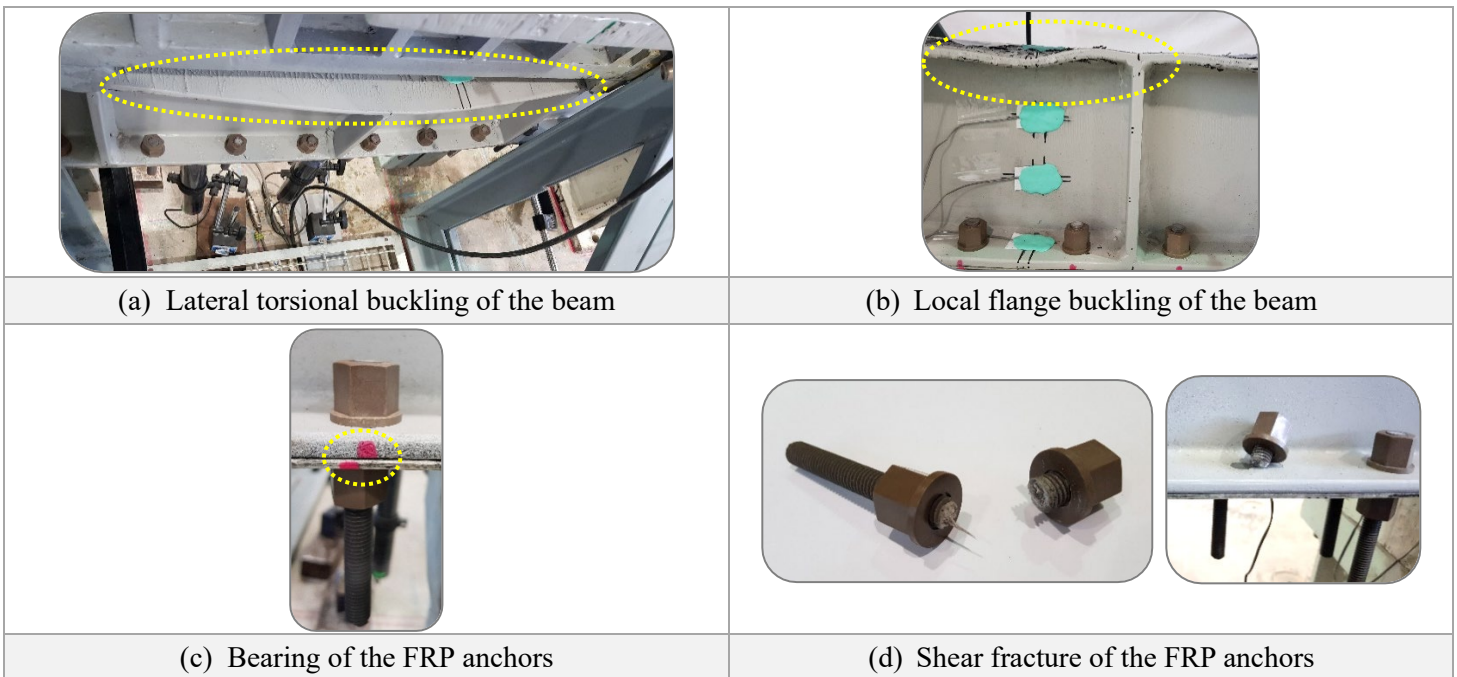 (a) Lateral torsional buckling of the beam
(b) Local flange buckling of the beam
(c) Bearing of the FRP anchors
(d) Shear fracture of the FRP anchors